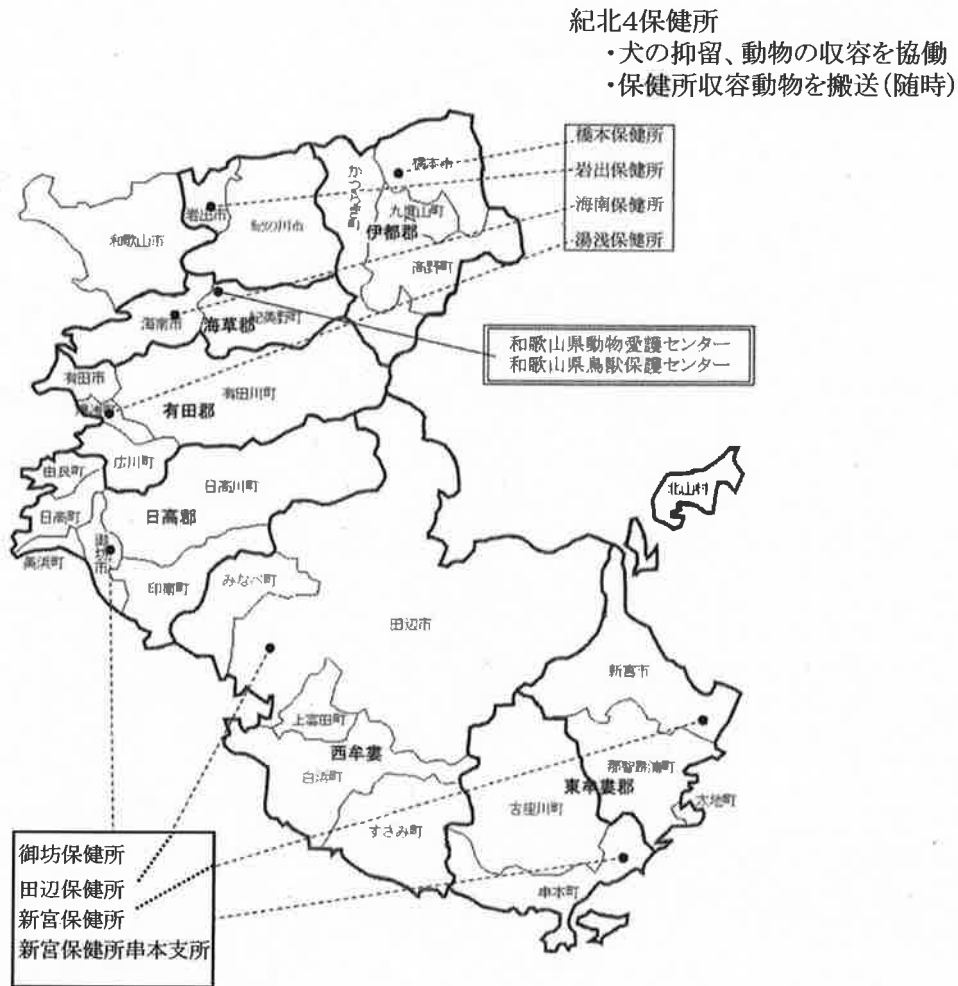 紀北4保健所
・犬の抑留、動物の収容を協働
・保健所収容動物を搬送(随時)
橋本保健所
岩出保健所
海南保健所
湯浅保健所
橋本市
かつらぎ町
岩出市
九度山町
紀の川市
伊都郡
和歌山市
高野町
海南市
海草郡
紀美野町
和歌山県動物愛護センター
和歌山県鳥獣保護センター
有田市
有田川町
有田郡
広川町
由良町
日高川町
北山村
日高町
日高郡
御坊市
美浜町
印南町
みなべ町
田辺市
新宮市
上富田町
西牟婁
白浜町
那智勝浦町
東牟婁郡
太地町
古座川町
すさみ町
串本町
御坊保健所
田辺保健所
新宮保健所
新宮保健所串本支所